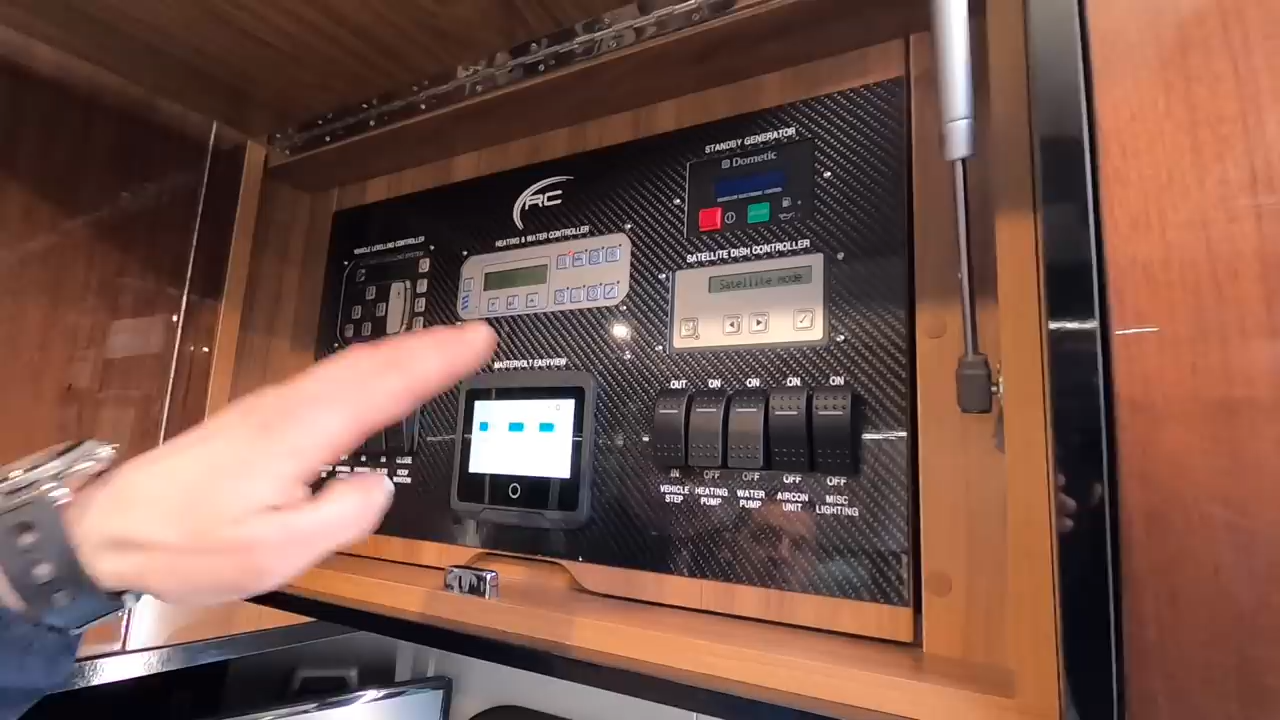 STANDBY GENERATOR
Dometic
RC
VEHICLE LEVELLING CONTROLLER
HEATING & WATER CONTROLLER
SATELLITE DISH CONTROLLER
Satellite mode
MASTERVOLT EASYVIEW
OUT ON ON ON ON
IN OFF OFF OFF OFF
VEHICLE STEP
HEATING PUMP
WATER PUMP
AIRCON UNIT
MISC LIGHTING
CLOSE
ROOF WINDOW